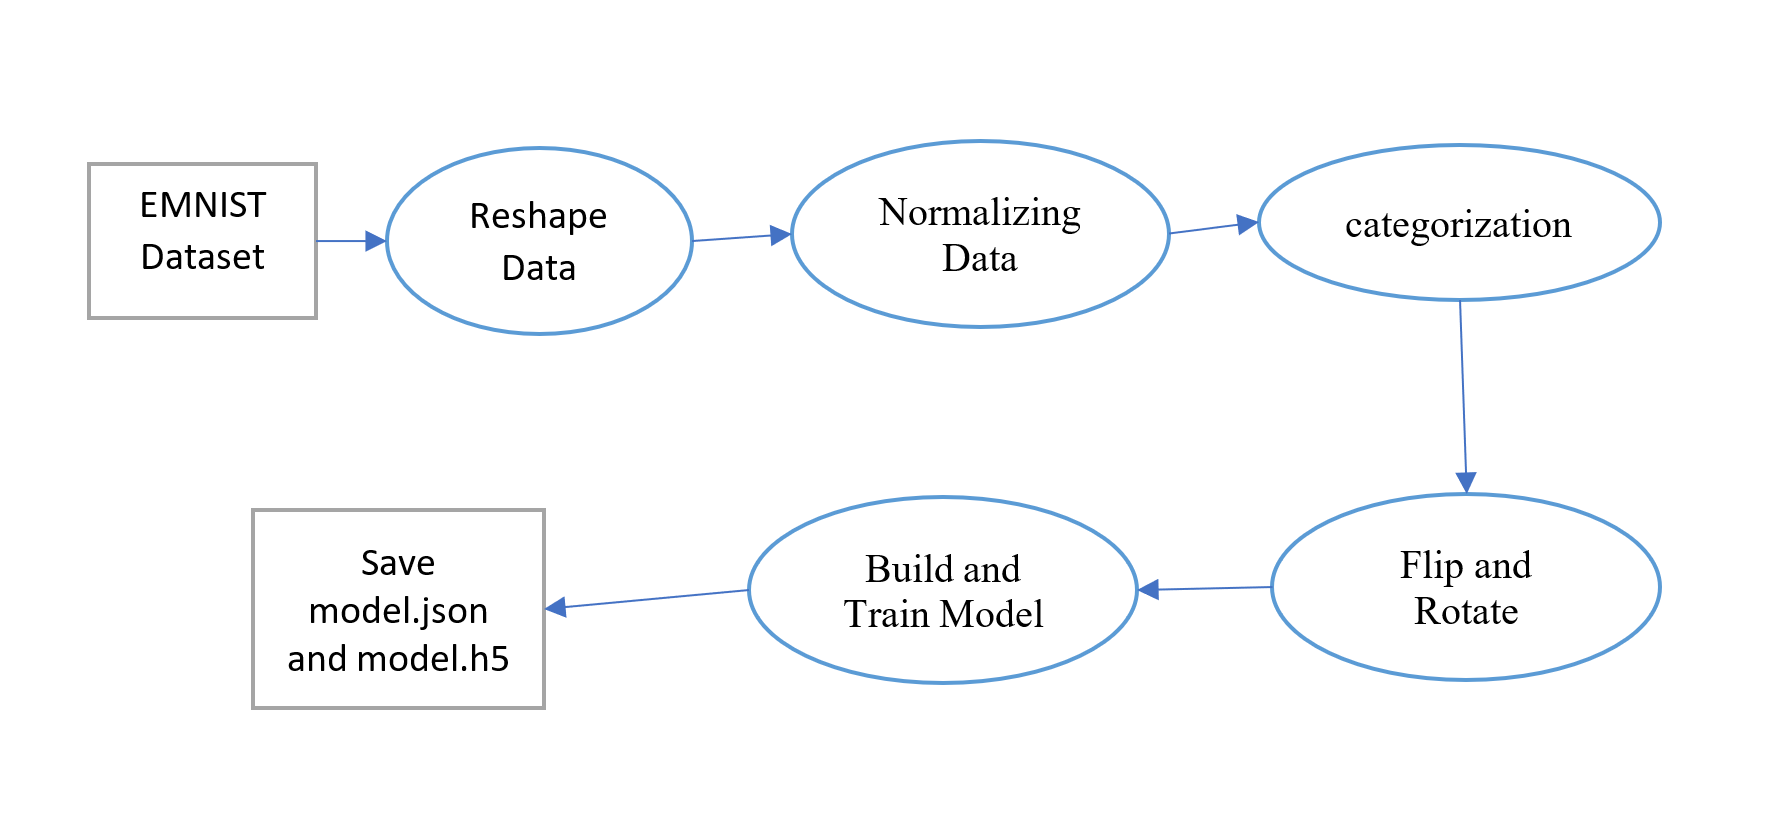 EMNIST
Dataset
Reshape
Data
Normalizing
Data
categorization
Flip and
Rotate
Build and
Train Model
Save
model.json
and model.h5